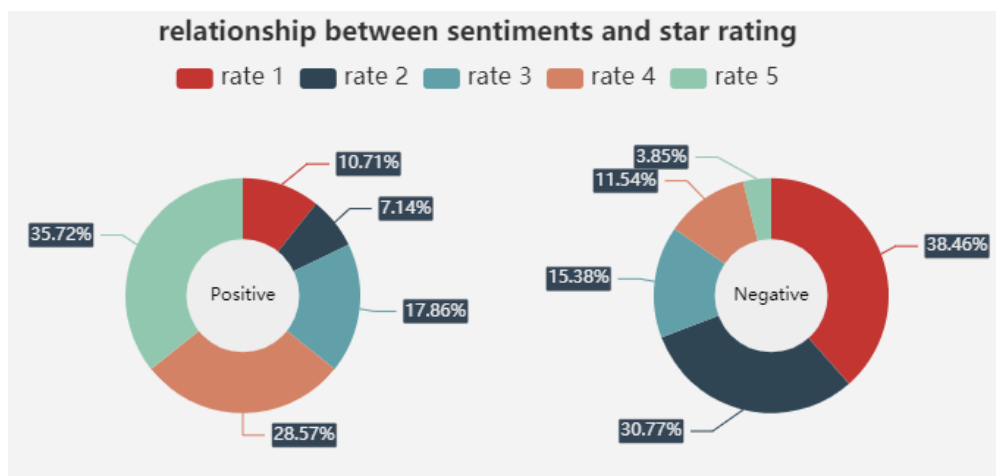 relationship between sentiments and star rating
rate 1 rate 2 rate 3 rate 4 rate 5
10.71%
7.14%
35.72%
Positive
17.86%
28.57%
3.85%
11.54%
38.46%
15.38%
Negative
30.77%